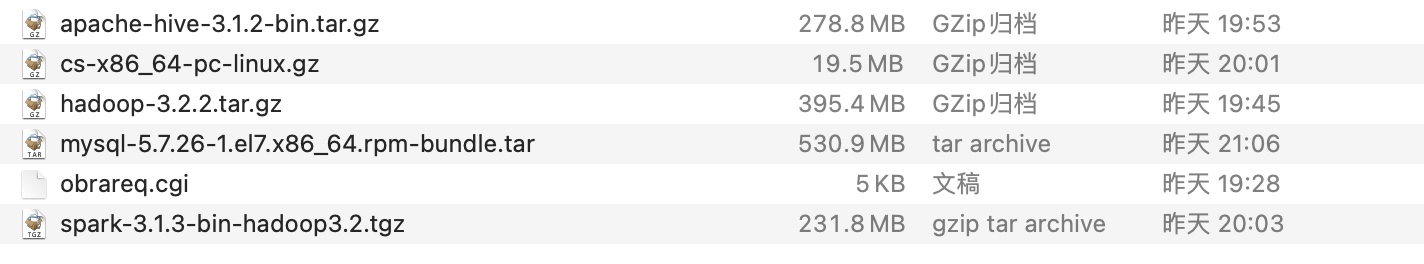 apache-hive-3.1.2-bin.tar.gz 278.8 MB GZip归档 昨天 19:53
cs-x86_64-pc-linux.gz 19.5 MB GZip归档 昨天 20:01
hadoop-3.2.2.tar.gz 395.4 MB GZip归档 昨天 19:45
mysql-5.7.26-1.el7.x86_64.rpm-bundle.tar 530.9 MB tar archive 昨天 21:06
obrareq.cgi 5 KB 文稿 昨天 19:28
spark-3.1.3-bin-hadoop3.2.tgz 231.8 MB gzip tar archive 昨天 20:03